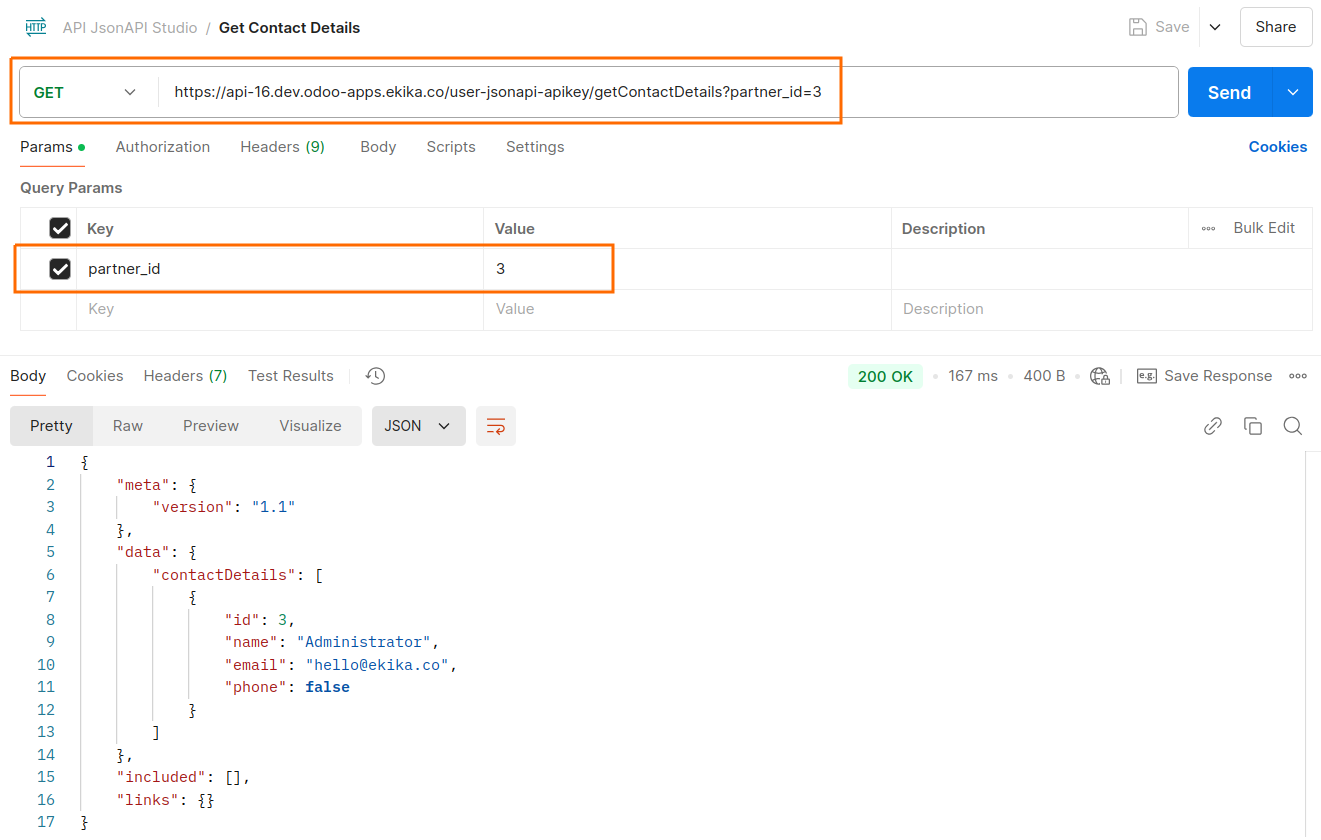 HTTP API JsonAPI Studio / Get Contact Details Save Share
GET https://api-16.dev.odoo-apps.ekika.co/user-jsonapi-apikey/getContactDetails?partner_id=3 Send
Params Authorization Headers (9) Body Scripts Settings Cookies
Query Params
Key Value Description Bulk Edit
partner_id 3
Key Value Description
Body Cookies Headers (7) Test Results 200 OK 167 ms 400 B e.g. Save Response
Pretty Raw Preview Visualize JSON
1 {
2 "meta": {
3 "version": "1.1"
4 },
5 "data": {
6 "contactDetails": [
7 {
8 "id": 3,
9 "name": "Administrator",
10 "email": "hello@ekika.co",
11 "phone": false
12 }
13 ]
14 },
15 "included": [],
16 "links": {}
17 }